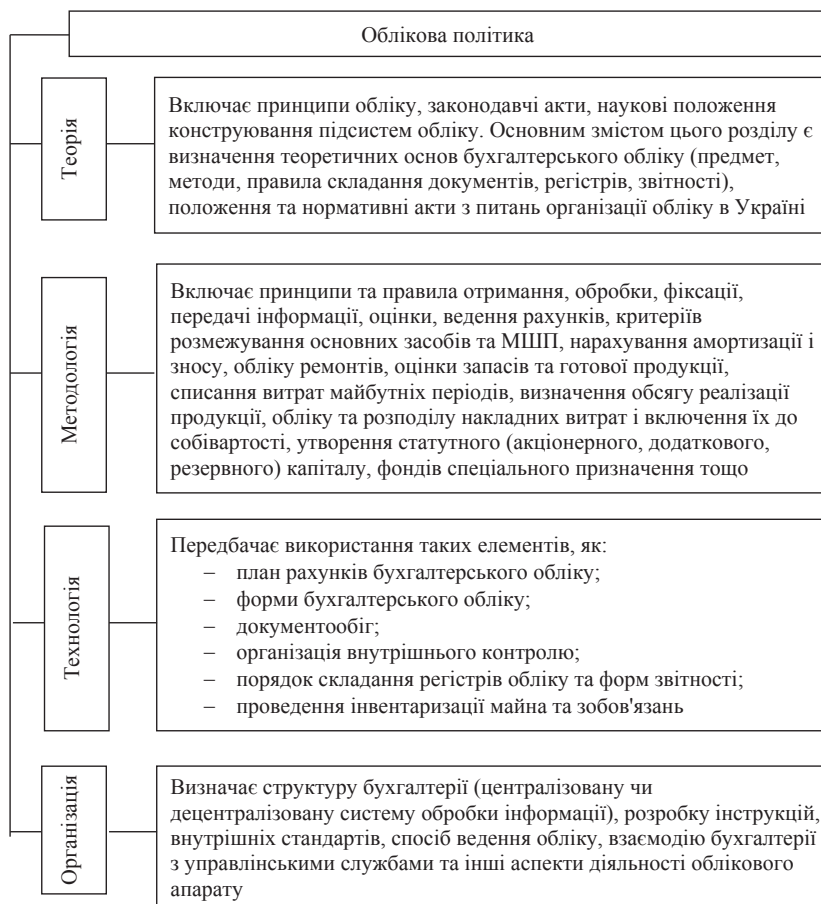 Облікова політика
Теорія
Включає принципи обліку, законодавчі акти, наукові положення
конструювання підсистем обліку. Основним змістом цього розділу є
визначення теоретичних основ бухгалтерського обліку (предмет,
методи, правила складання документів, регістрів, звітності),
положення та нормативні акти з питань організації обліку в Україні
Методологія
Включає принципи та правила отримання, обробки, фіксації,
передачі інформації, оцінки, ведення рахунків, критеріїв
розмежування основних засобів та МШП, нарахування амортизації і
зносу, обліку ремонтів, оцінки запасів та готової продукції,
списання витрат майбутніх періодів, визначення обсягу реалізації
продукції, обліку та розподілу накладних витрат і включення їх до
собівартості, утворення статутного (акціонерного, додаткового,
резервного) капіталу, фондів спеціального призначення тощо
Технологія
Передбачає використання таких елементів, як:
– план рахунків бухгалтерського обліку;
– форми бухгалтерського обліку;
– документообіг;
– організація внутрішнього контролю;
– порядок складання регістрів обліку та форм звітності;
– проведення інвентаризації майна та зобов'язань
Організація
Визначає структуру бухгалтерії (централізовану чи
децентралізовану систему обробки інформації), розробку інструкцій,
внутрішніх стандартів, спосіб ведення обліку, взаємодію бухгалтерії
з управлінськими службами та інші аспекти діяльності облікового
апарату